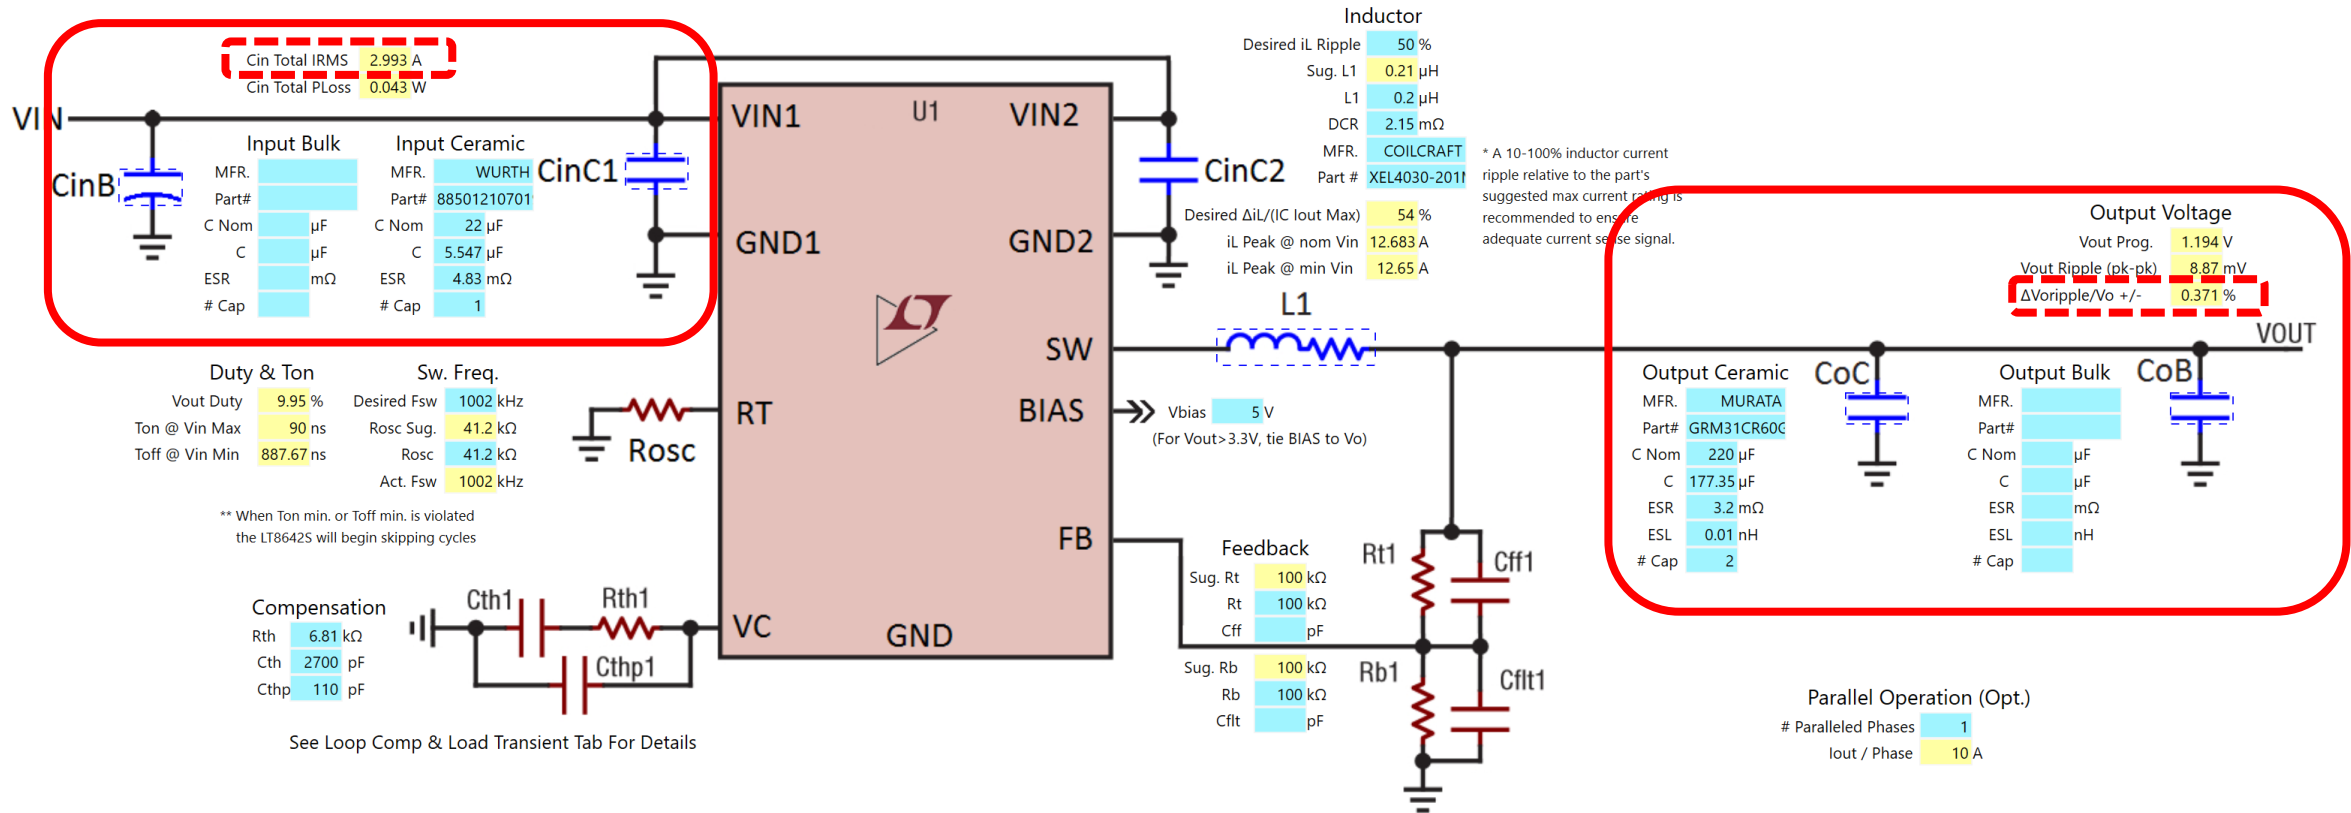 Cin Total IRMS 2.993 A
Cin Total PLoss 0.043 W
VIN
CinB
Input Bulk
MFR.
Part#
C Nom µF
C µF
ESR mΩ
# Cap
Input Ceramic
MFR. WURTH
Part# 88501210701
C Nom 22 µF
C 5.547 µF
ESR 4.83 mΩ
# Cap 1
CinC1
VIN1
U1
VIN2
GND1
GND2
SW
RT
BIAS
FB
VC
GND
CinC2
Inductor
Desired iL Ripple 50 %
Sug. L1 0.21 µH
L1 0.2 µH
DCR 2.15 mΩ
MFR. COILCRAFT
Part # XEL4030-201
Desired ΔiL/(IC Iout Max) 54 %
iL Peak @ nom Vin 12.683 A
iL Peak @ min Vin 12.65 A
* A 10-100% inductor current
ripple relative to the part's
suggested max current rating is
recommended to ensure
adequate current sense signal.
L1
Output Voltage
Vout Prog. 1.194 V
Vout Ripple (pk-pk) 8.87 mV
ΔVoripple/Vo +/- 0.371 %
VOUT
Output Ceramic
MFR. MURATA
Part# GRM31CR60G
C Nom 220 µF
C 177.35 µF
ESR 3.2 mΩ
ESL 0.01 nH
# Cap 2
CoC
Output Bulk
MFR.
Part#
C Nom µF
C µF
ESR mΩ
ESL nH
# Cap
CoB
Duty & Ton
Vout Duty 9.95 %
Ton @ Vin Max 90 ns
Toff @ Vin Min 887.67 ns
Sw. Freq.
Desired Fsw 1002 kHz
Rosc Sug. 41.2 kΩ
Rosc 41.2 kΩ
Act. Fsw 1002 kHz
Rosc
** When Ton min. or Toff min. is violated
the LT8642S will begin skipping cycles
Vbias 5 V
(For Vout>3.3V, tie BIAS to Vo)
Compensation
Rth 6.81 kΩ
Cth 2700 pF
Cthp 110 pF
Cth1
Rth1
Cthp1
See Loop Comp & Load Transient Tab For Details
Feedback
Sug. Rt 100 kΩ
Rt 100 kΩ
Cff pF
Sug. Rb 100 kΩ
Rb 100 kΩ
Cflt pF
Rt1
Cff1
Rb1
Cflt1
Parallel Operation (Opt.)
# Paralleled Phases 1
Iout / Phase 10 A